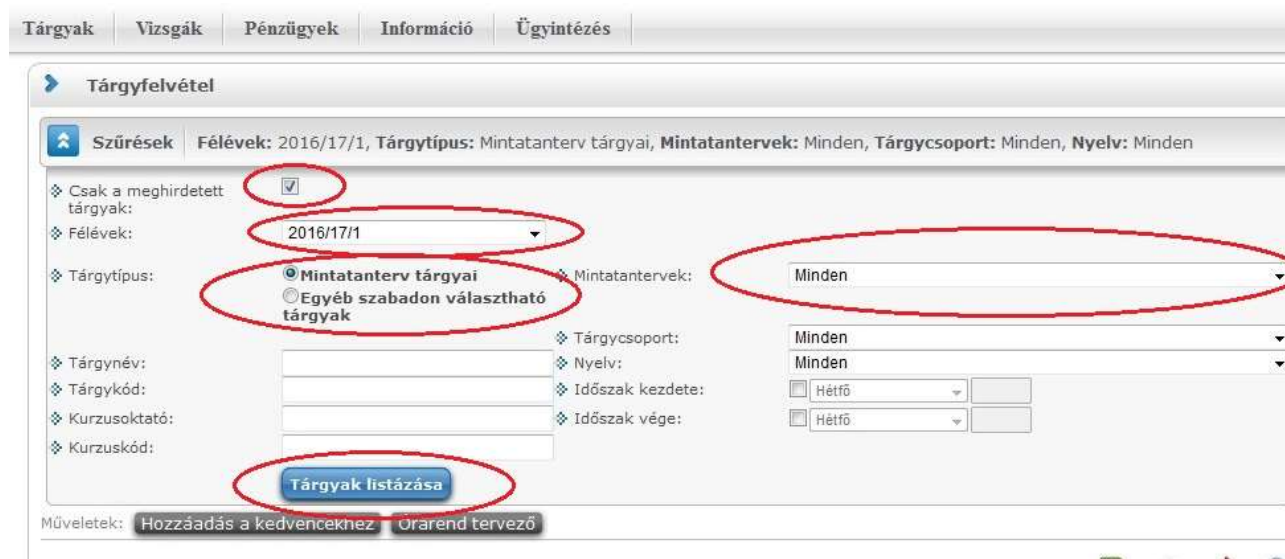 Tárgyak Vizsgák Pénzügyek Információ Ügyintézés
Tárgyfelvétel
Szűrések Félévek: 2016/17/1, Tárgytípus: Mintatanterv tárgyai, Mintatantervek: Minden, Tárgycsoport: Minden, Nyelv: Minden
Csak a meghirdetett
tárgyak:
Félévek: 2016/17/1
Tárgytípus: Mintatanterv tárgyai Mintatantervek: Minden
Egyéb szabadon választható
tárgyak
Tárgycsoport: Minden
Tárgynév: Nyelv: Minden
Tárgykód: Időszak kezdete: Hétfő
Kurzusoktató: Időszak vége: Hétfő
Kurzuskód:
Tárgyak listázása
Műveletek: Hozzáadás a kedvencekhez Órarend tervező